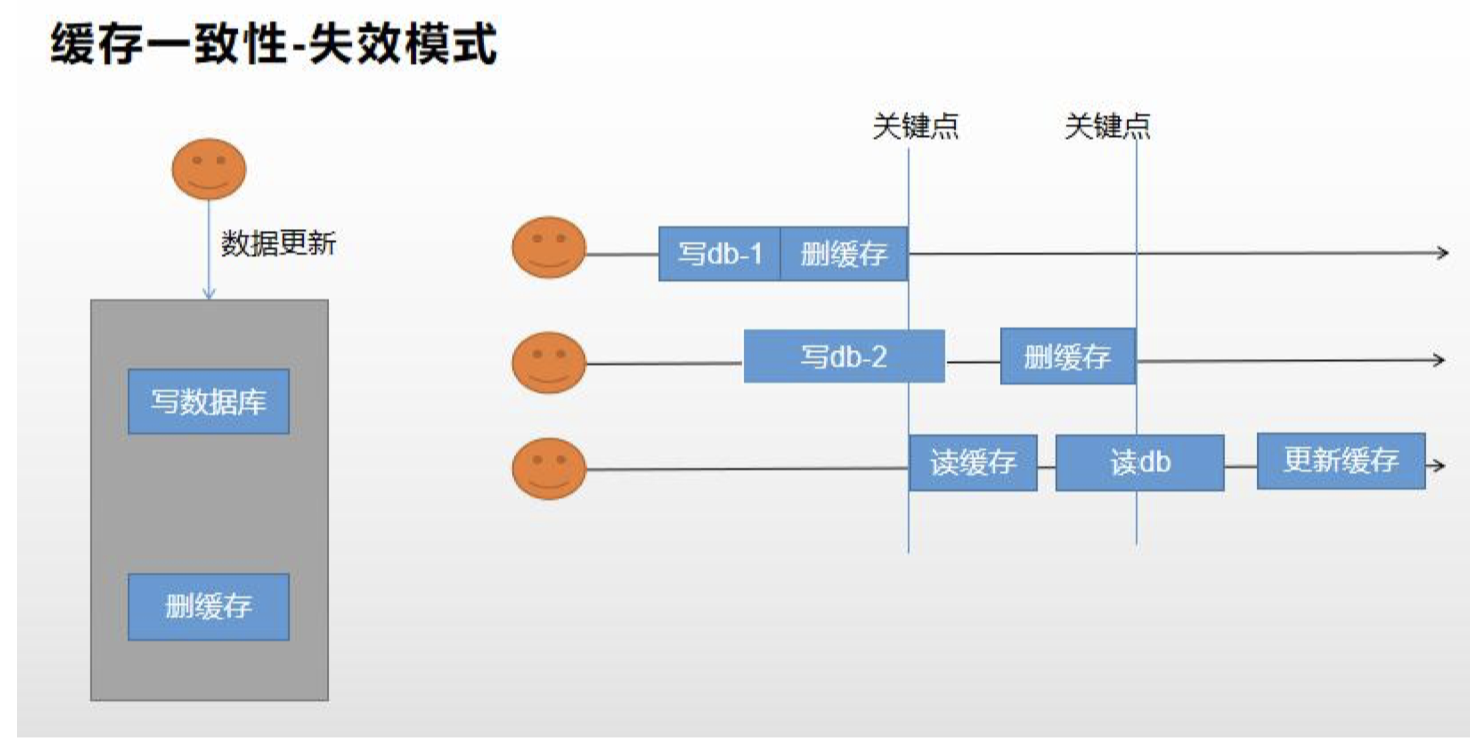 缓存一致性-失效模式
关键点 关键点
数据更新
写db-1 删缓存
写db-2 删缓存
写数据库
读缓存 读db 更新缓存
删缓存